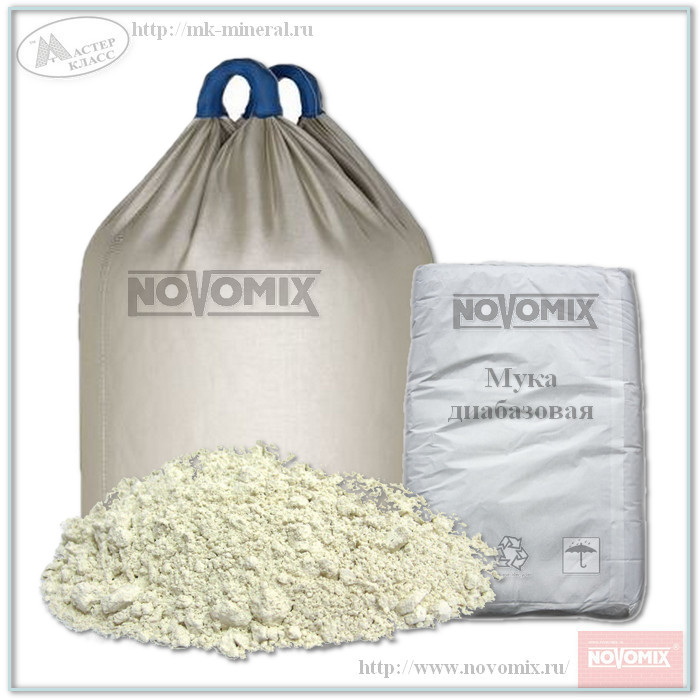 МАСТЕР
КЛАСС
http://mk-mineral.ru
NOVOMIX
NOVOMIX
Мука
диабазовая
http://www.novomix.ru/
NOVOMIX